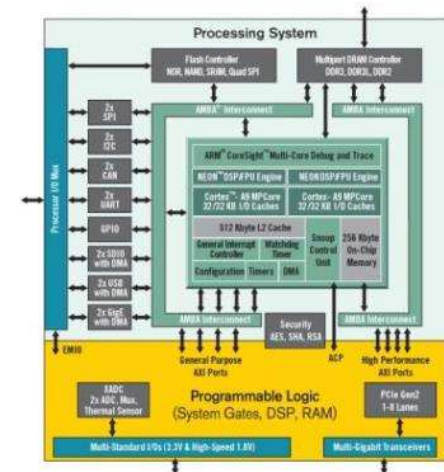 Processing System
Flash Controller
NOR, NAND, SRAM, Quad SPI
Multiport DRAM Controller
DDR3, DDR3L, DDR2
Processor I/O Mux
2x
SPI
2x
I2C
2x
CAN
2x
UART
GPIO
2x SDIO
with DMA
2x USB
with DMA
2x GigE
with DMA
EMIO
AMBA® Interconnect
AMBA Interconnect
ARM® CoreSight™ Multi-Core Debug and Trace
NEON™ DSP/FPU Engine
NEON DSP/FPU Engine
Cortex™- A9 MPCore
32/32 KB I/D Caches
Cortex- A9 MPCore
32/32 KB I/D Caches
512 Kbyte L2 Cache
General Interrupt
Controller
Watchdog
Timer
Configuration
Timers
DMA
Snoop
Control
Unit
256 Kbyte
On-Chip
Memory
AMBA Interconnect
AMBA Interconnect
Security
AES, SHA, RSA
General Purpose
AXI Ports
ACP
High Performance
AXI Ports
XADC
2x ADC, Mux,
Thermal Sensor
Programmable Logic
(System Gates, DSP, RAM)
PCIe Gen2
1-8 Lanes
Multi-Standard I/Os (3.3V & High-Speed 1.8V)
Multi-Gigabit Transceivers